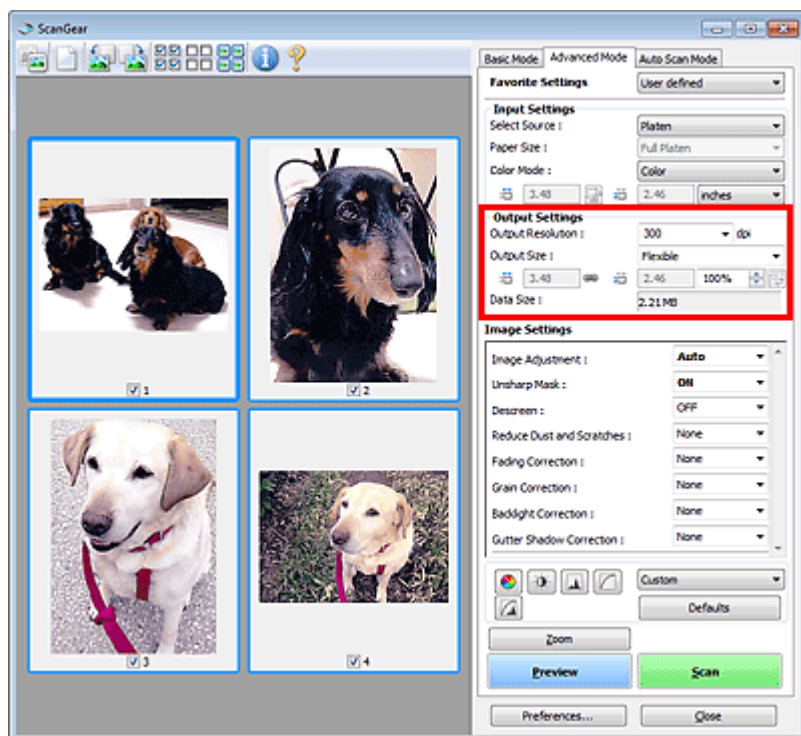 ScanGear
Basic Mode Advanced Mode Auto Scan Mode
Favorite Settings User defined
Input Settings
Select Source : Platen
Paper Size : Full Platen
Color Mode : Color
3.48 2.46 inches
Output Settings
Output Resolution : 300 dpi
Output Size : Flexible
3.48 2.46 100%
Data Size : 2.21 MB
Image Settings
Image Adjustment : Auto
Unsharp Mask : ON
Descreen : OFF
Reduce Dust and Scratches : None
Fading Correction : None
Grain Correction : None
Backlight Correction : None
Gutter Shadow Correction : None
Custom
Defaults
Zoom
Preview Scan
Preferences... Close
1
2
3
4